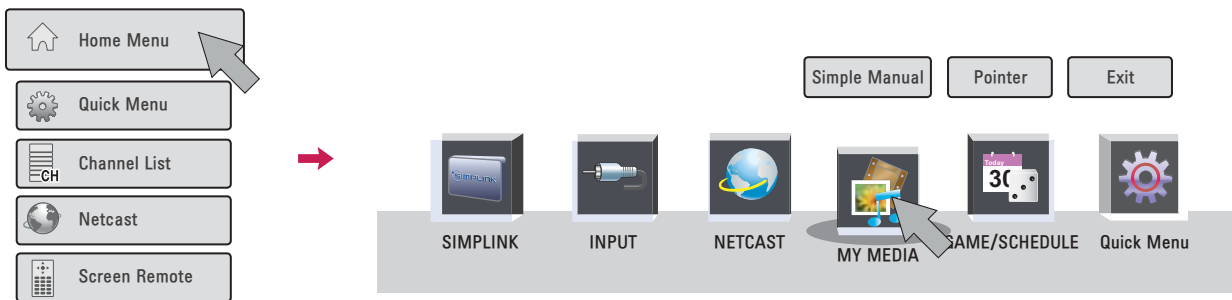 Home Menu
Quick Menu
CH
Channel List
Netcast
Screen Remote
Simple Manual
Pointer
Exit
SIMPLINK
Today
30
SIMPLINK
INPUT
NETCAST
MY MEDIA
GAME/SCHEDULE
Quick Menu